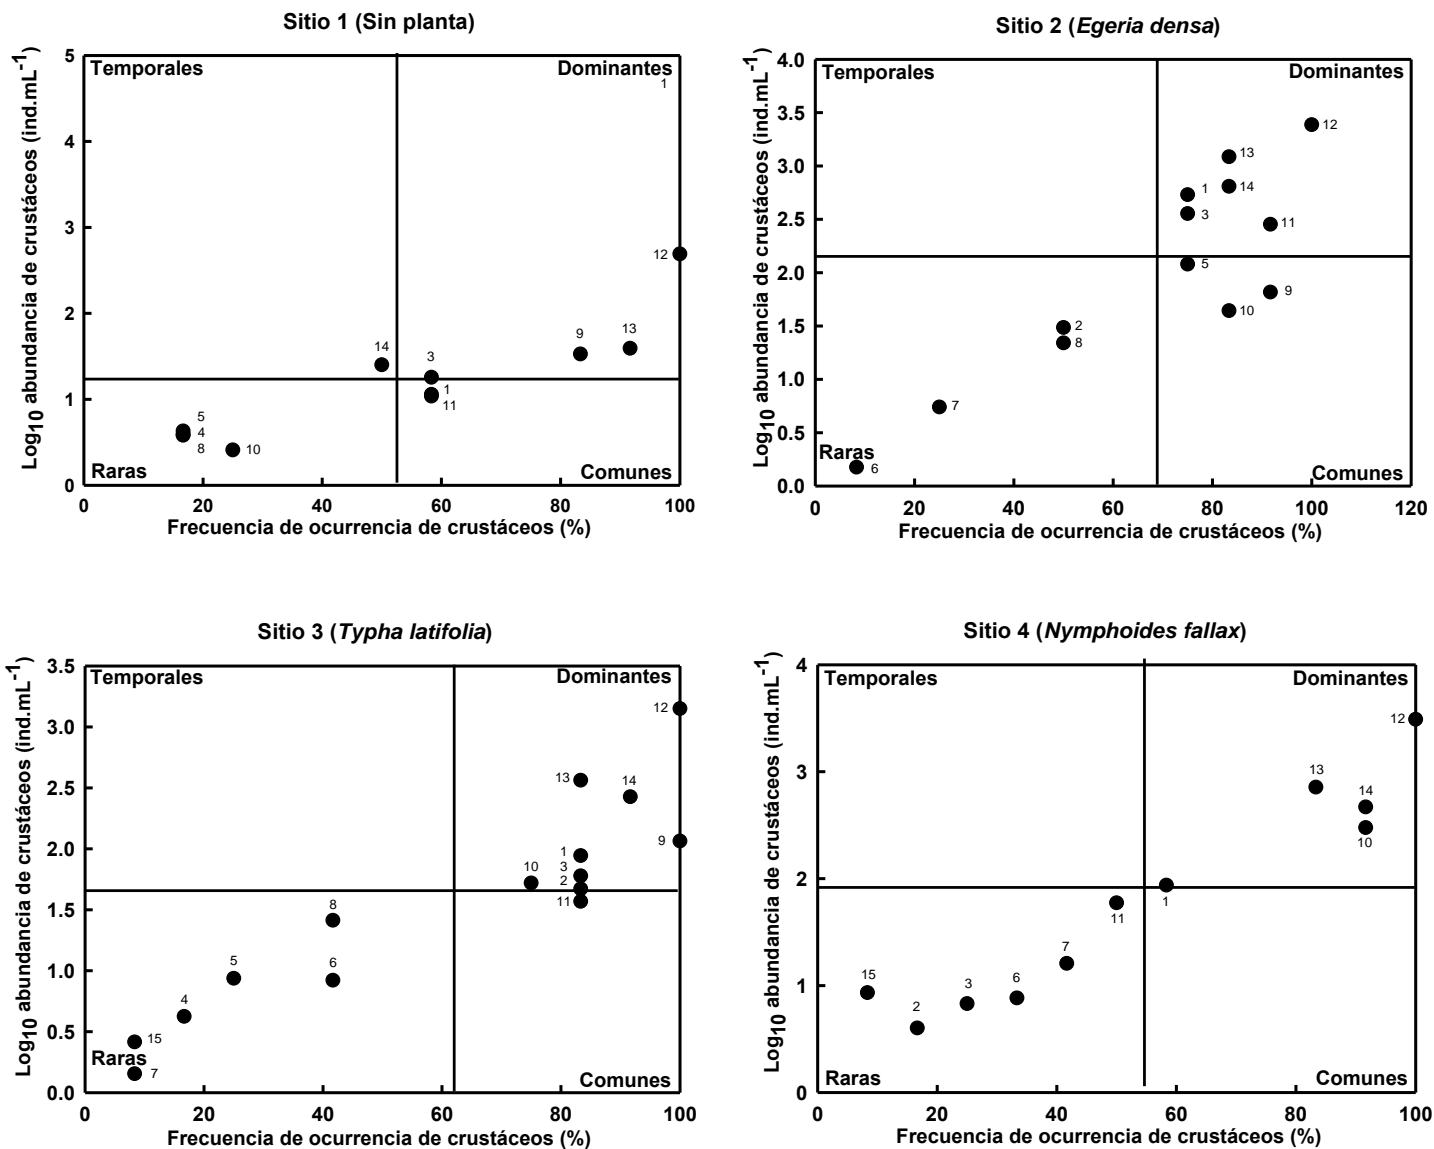 Sitio 1 (Sin planta)
Log10 abundancia de crustáceos (ind.mL-1)
5
4
3
2
1
0
Temporales
Dominantes
1
12
13
9
14
3
1
11
5
4
8
10
Raras
Comunes
0 20 40 60 80 100
Frecuencia de ocurrencia de crustáceos (%)
Sitio 2 (Egeria densa)
Log10 abundancia de crustáceos (ind.mL-1)
4.0
3.5
3.0
2.5
2.0
1.5
1.0
0.5
0.0
Temporales
Dominantes
12
13
1
14
3
11
5
9
10
2
8
7
Raras
6
Comunes
0 20 40 60 80 100 120
Frecuencia de ocurrencia de crustáceos (%)
Sitio 3 (Typha latifolia)
Log10 abundancia de crustáceos (ind.mL-1)
3.5
3.0
2.5
2.0
1.5
1.0
0.5
0.0
Temporales
Dominantes
12
13
14
9
1
10
3
2
11
8
5
6
4
15
Raras
7
Comunes
0 20 40 60 80 100
Frecuencia de ocurrencia de crustáceos (%)
Sitio 4 (Nymphoides fallax)
Log10 abundancia de crustáceos (ind.mL-1)
4
3
2
1
0
Temporales
Dominantes
12
13
14
10
1
11
7
15
3
6
2
Raras
Comunes
0 20 40 60 80 100
Frecuencia de ocurrencia de crustáceos (%)